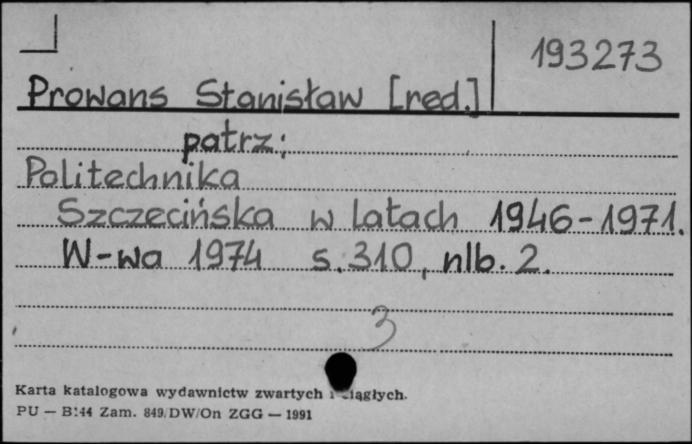 193273
Prowans Stanisław [red.]
patrz:
Politechnika
Szczecińska w latach 1946-1971.
W-wa 1974 s. 310, nlb. 2.
3
Karta katalogowa wydawnictw zwartych i ciągłych.
PU — B:44 Zam. 849/DW/On ZGG — 1991